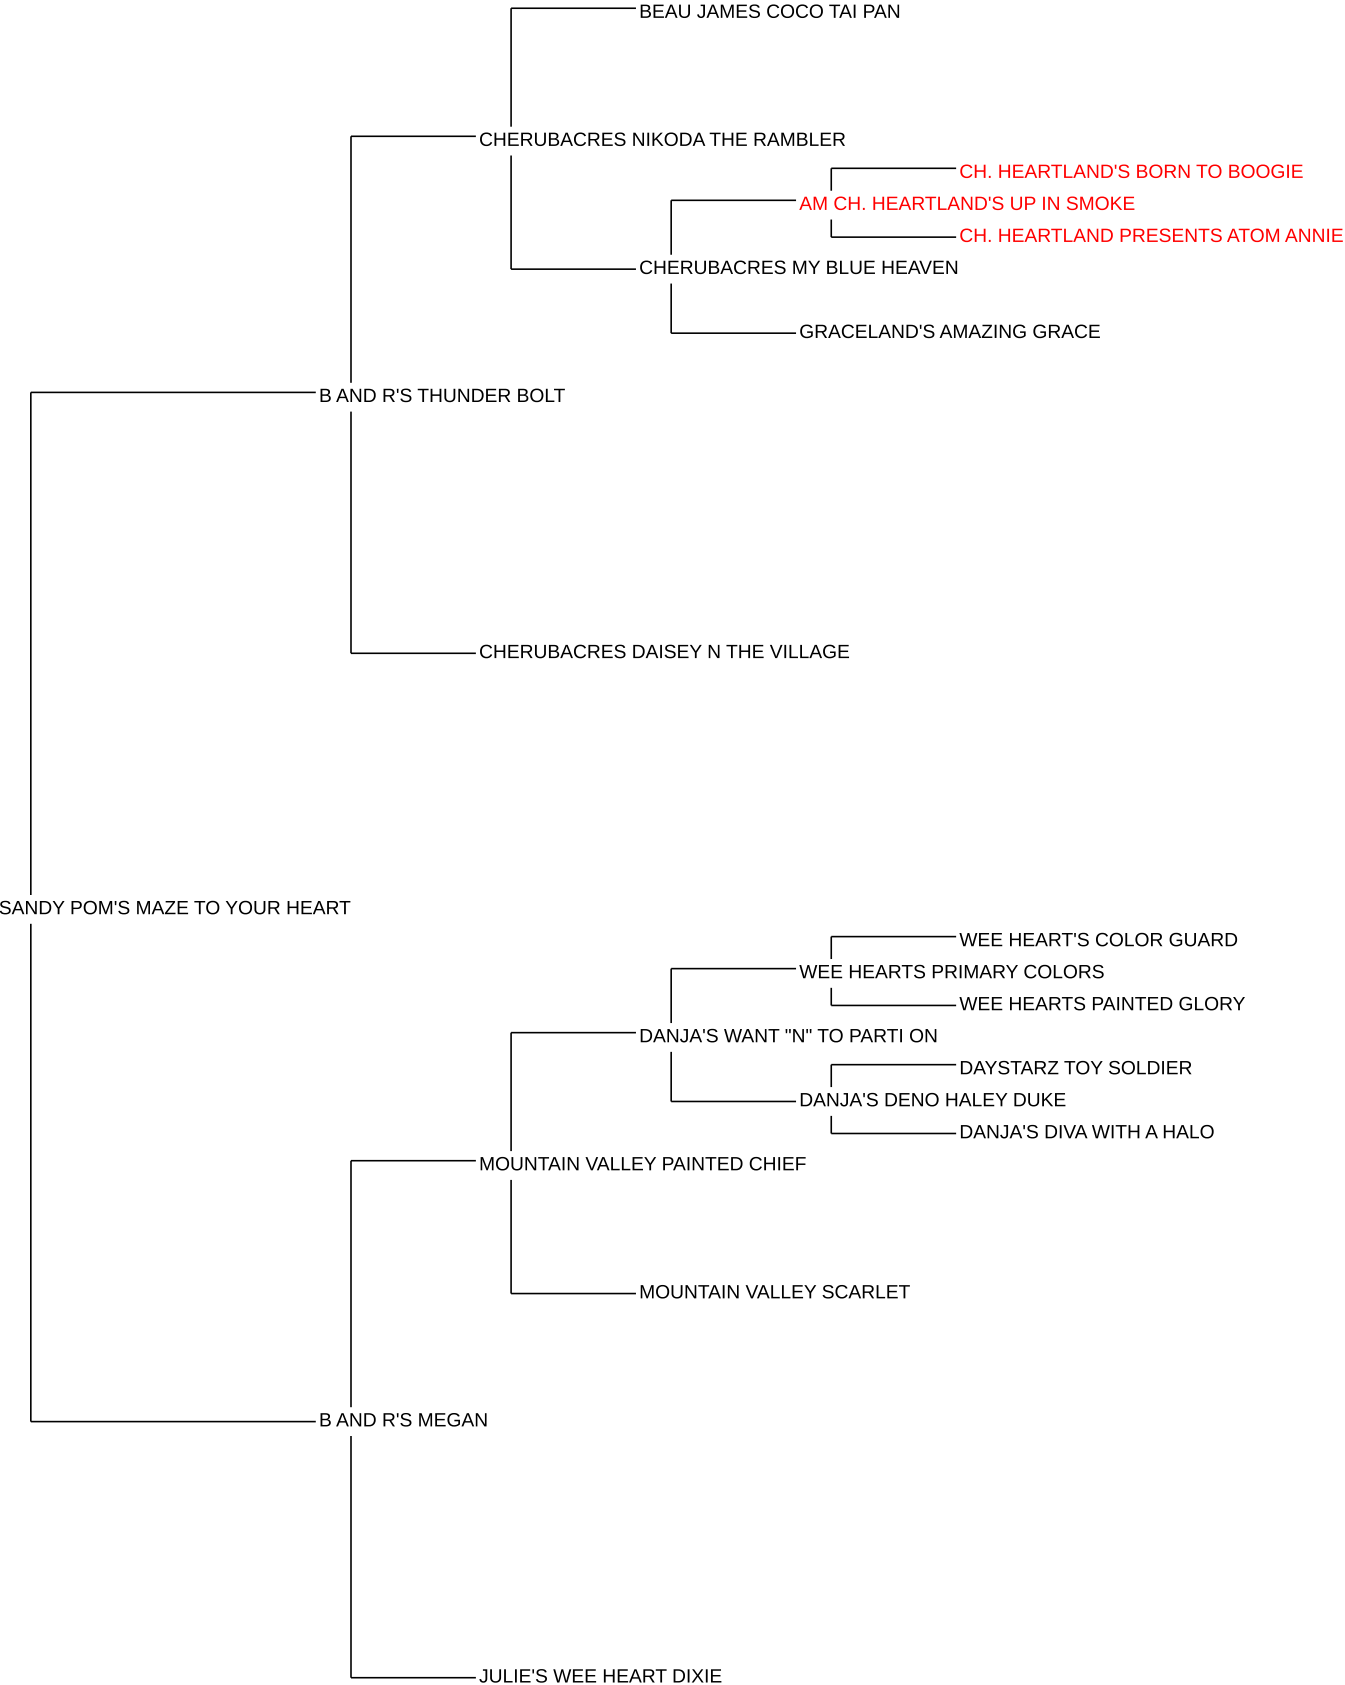 BEAU JAMES COCO TAI PAN
CHERUBACRES NIKODA THE RAMBLER
CH. HEARTLAND'S BORN TO BOOGIE
AM CH. HEARTLAND'S UP IN SMOKE
CH. HEARTLAND PRESENTS ATOM ANNIE
CHERUBACRES MY BLUE HEAVEN
GRACELAND'S AMAZING GRACE
B AND R'S THUNDER BOLT
CHERUBACRES DAISEY N THE VILLAGE
SANDY POM'S MAZE TO YOUR HEART
WEE HEART'S COLOR GUARD
WEE HEARTS PRIMARY COLORS
WEE HEARTS PAINTED GLORY
DANJA'S WANT "N" TO PARTI ON
DAYSTARZ TOY SOLDIER
DANJA'S DENO HALEY DUKE
DANJA'S DIVA WITH A HALO
MOUNTAIN VALLEY PAINTED CHIEF
MOUNTAIN VALLEY SCARLET
B AND R'S MEGAN
JULIE'S WEE HEART DIXIE